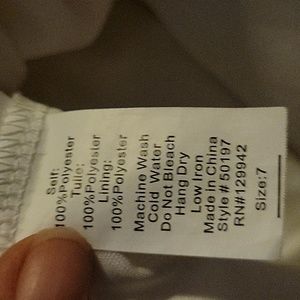 Self:
100%Polyester
Tulle:
100%Polyester
Lining:
100%Polyester
Machine Wash
Cold Water
Do Not Bleach
Hang Dry
Low Iron
Made in China
Style # 50197
RN#129942
Size:7